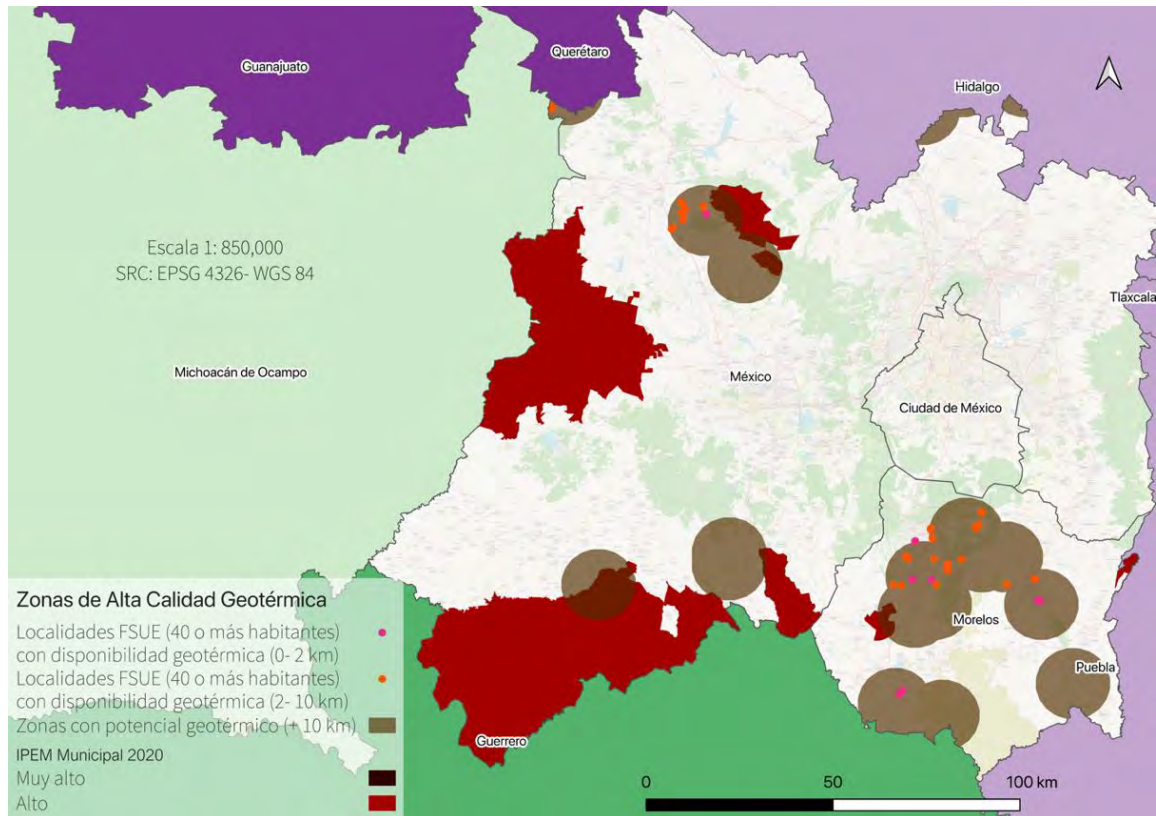 Guanajuato
Querétaro
Hidalgo
Escala 1: 850,000
SRC: EPSG 4326- WGS 84
Tlaxcala
Michoacán de Ocampo
México
Ciudad de México
Morelos
Puebla
Guerrero
Zonas de Alta Calidad Geotérmica
Localidades FSUE (40 o más habitantes)
con disponibilidad geotérmica (0- 2 km)
Localidades FSUE (40 o más habitantes)
con disponibilidad geotérmica (2- 10 km)
Zonas con potencial geotérmico (+ 10 km)
IPEM Municipal 2020
Muy alto
Alto
0 50 100 km